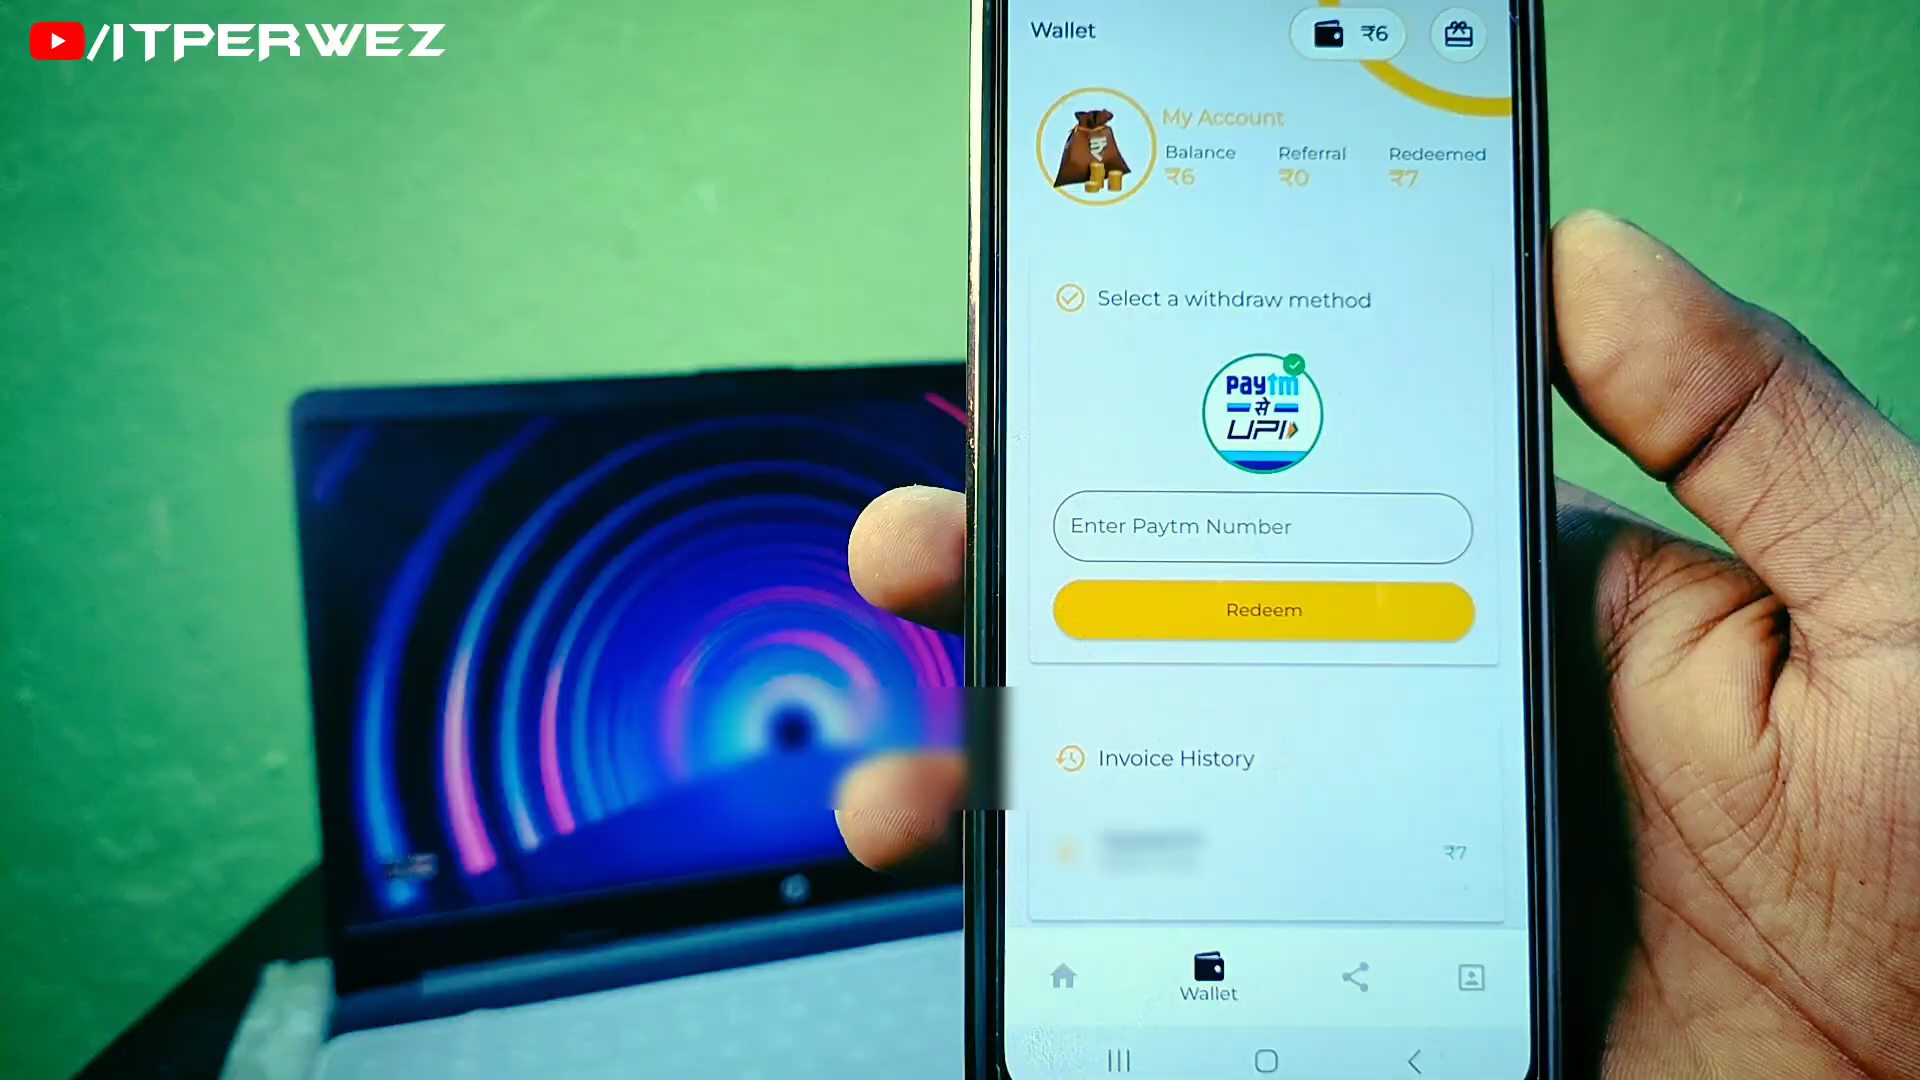 /ITPERWEZ
Wallet
₹6
My Account
Balance Referral Redeemed
₹6 ₹0 ₹7
Select a withdraw method
paytm
से
UPI
Enter Paytm Number
Redeem
Invoice History
₹7
Wallet